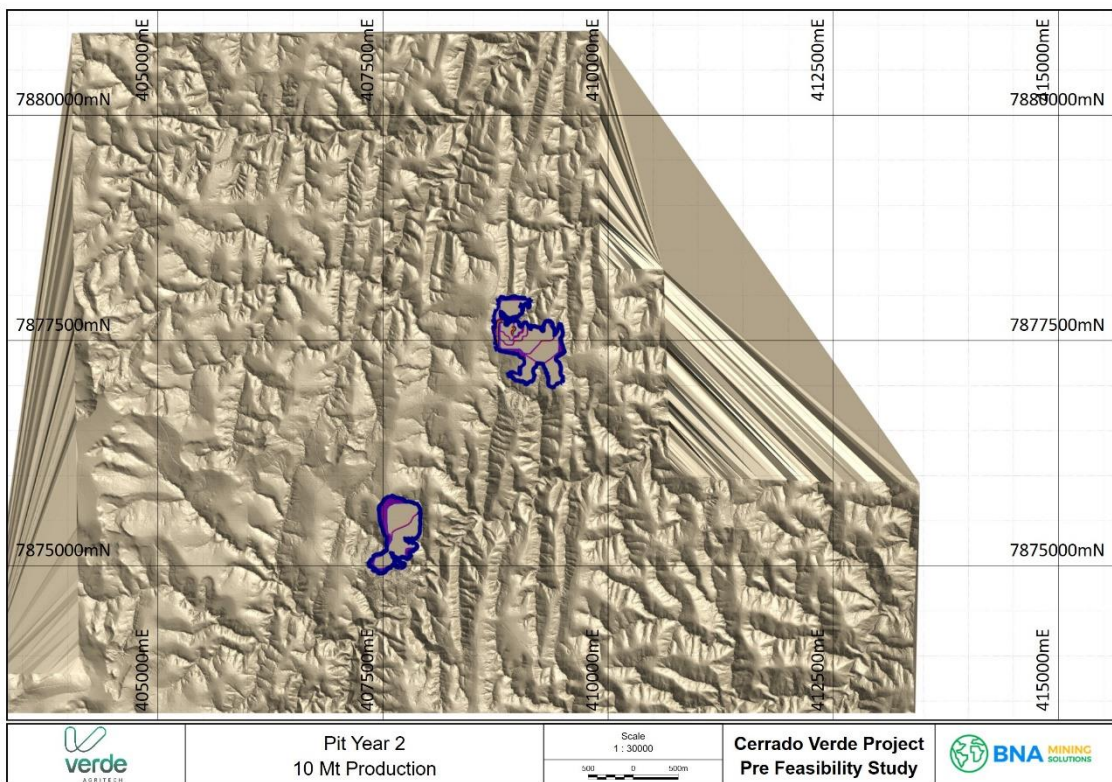 405000mE
407500mE
410000mE
412500mE
415000mE
7880000mN
7880000mN
7877500mN
7877500mN
7875000mN
7875000mN
405000mE
407500mE
410000mE
412500mE
415000mE
verde
AGRITECH
Pit Year 2
10 Mt Production
Scale
1 : 30000
500 0 500m
Cerrado Verde Project
Pre Feasibility Study
BNA MINING
SOLUTIONS